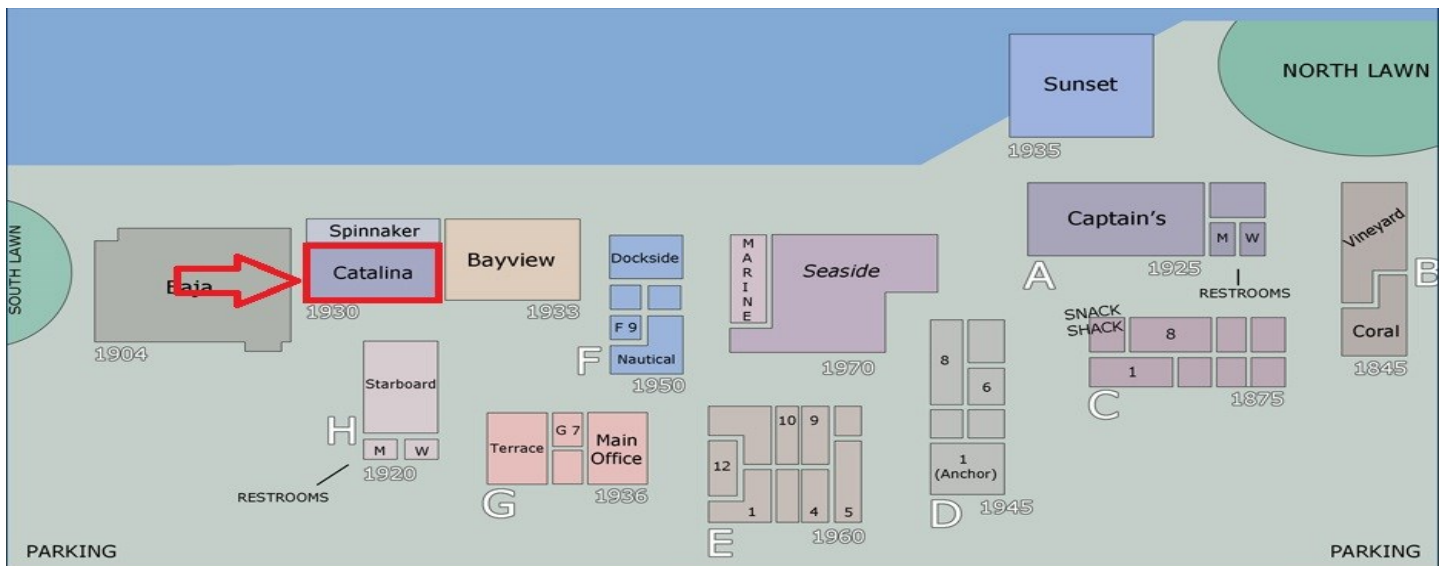 NORTH LAWN
Sunset
1935
SOUTH LAWN
Baja
1904
Spinnaker
Catalina
1930
Bayview
1933
Dockside
F 9
Nautical
F
1950
MARINE
Seaside
1970
Captain's
A
1925
M
W
RESTROOMS
Vineyard
B
Coral
1845
SNACK
SHACK
8
1
C
1875
Starboard
H
M
W
1920
RESTROOMS
Terrace
G 7
Main
Office
G
1936
12
10
9
1
4
5
E
1960
8
6
1
(Anchor)
D
1945
PARKING
PARKING